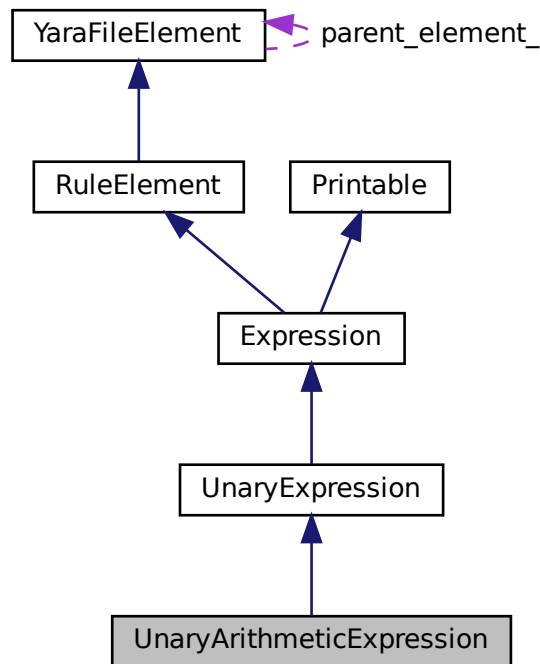 YaraFileElement
parent_element_
RuleElement
Printable
Expression
UnaryExpression
UnaryArithmeticExpression